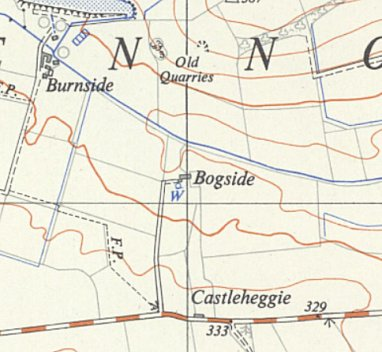 N N
Old
Quarries
Burnside
F.P.
Bogside
W
F.P.
Castleheggie
329
333